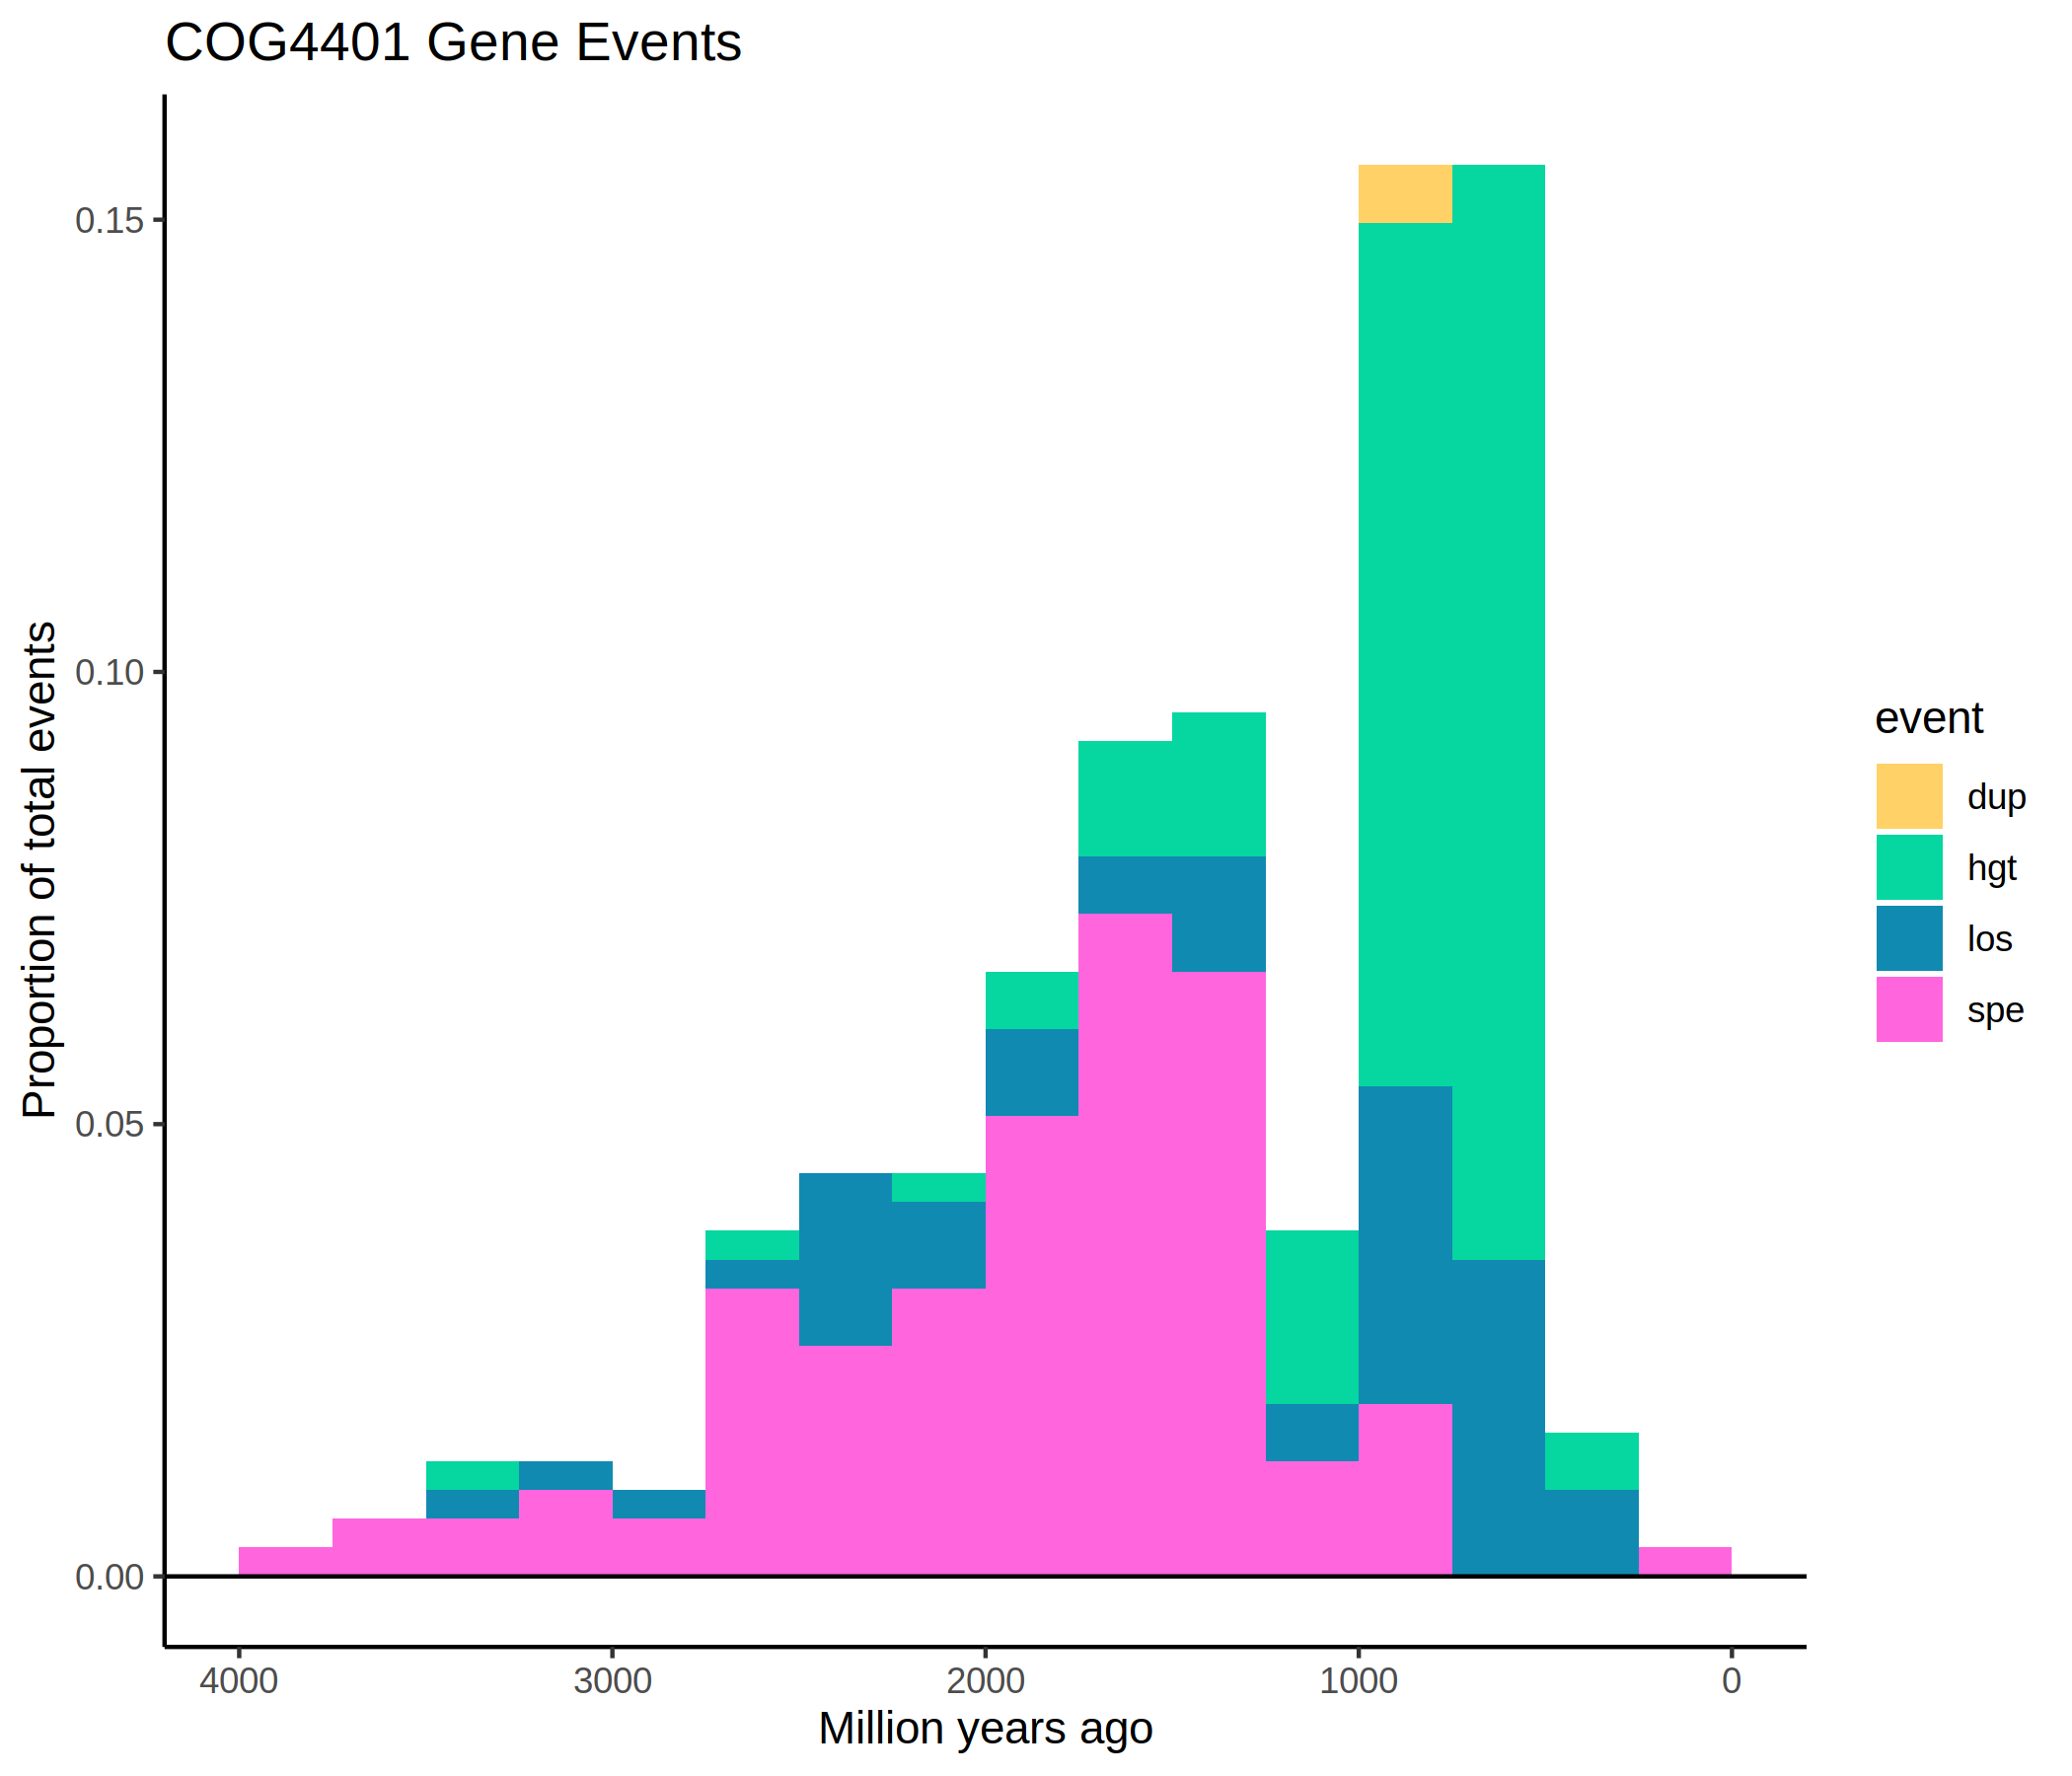 COG4401 Gene Events
Proportion of total events
0.15
0.10
0.05
0.00
4000 3000 2000 1000 0
Million years ago
event
dup
hgt
los
spe